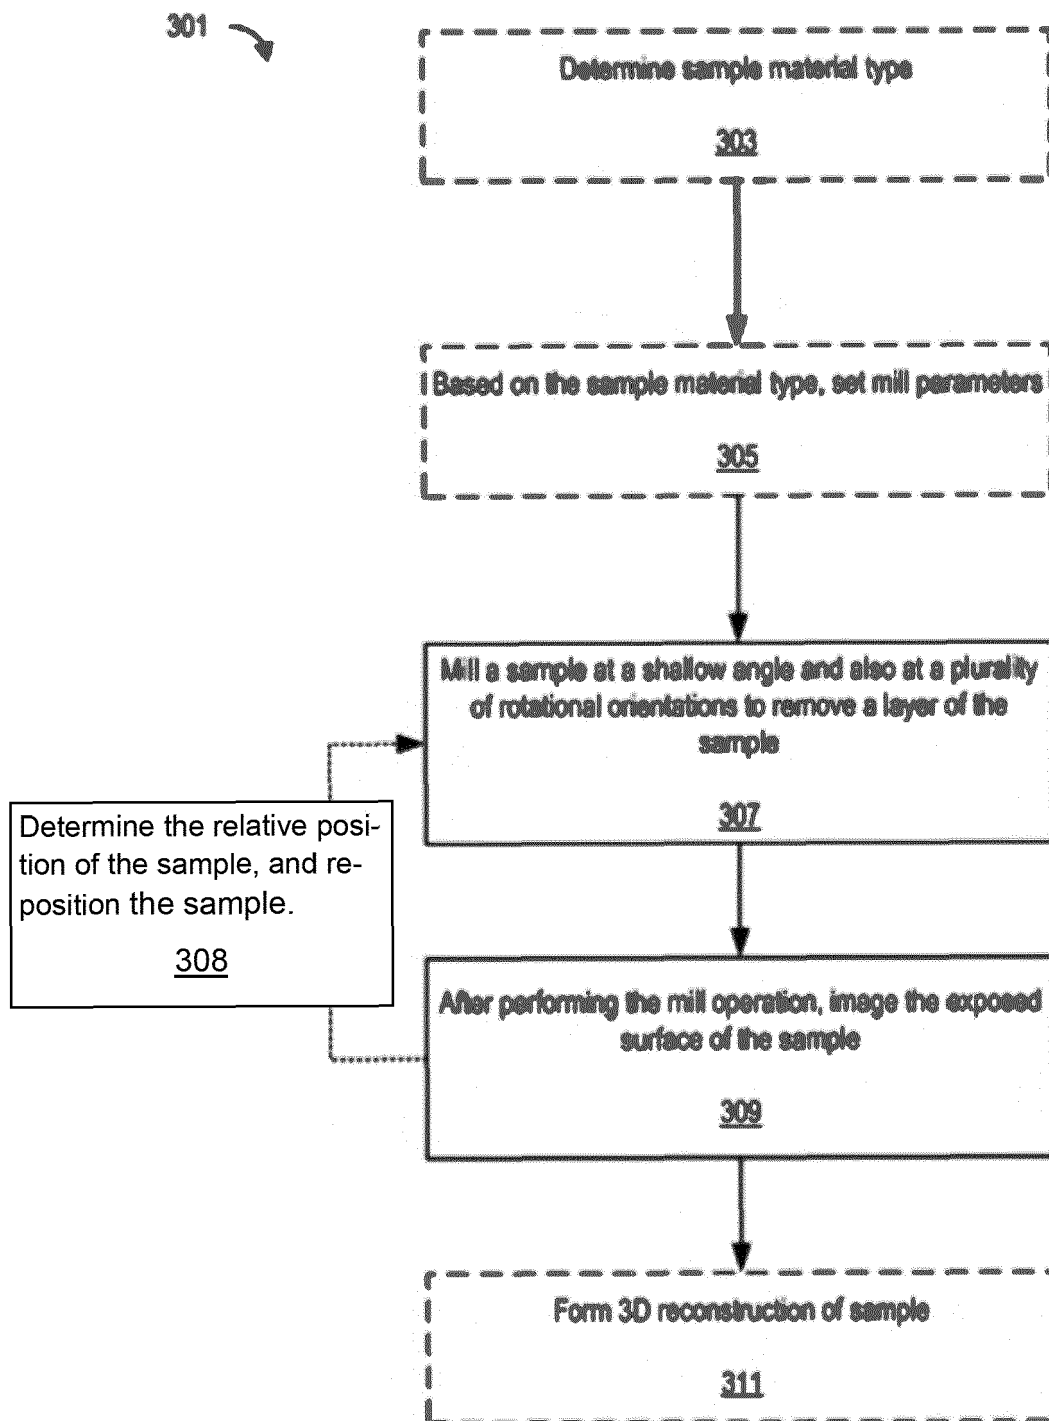 301
Determine sample material type
303
Based on the sample material type, set mill parameters
305
Mill a sample at a shallow angle and also at a plurality
of rotational orientations to remove a layer of the
sample
307
Determine the relative posi-
tion of the sample, and re-
position the sample.
308
After performing the mill operation, image the exposed
surface of the sample
309
Form 3D reconstruction of sample
311